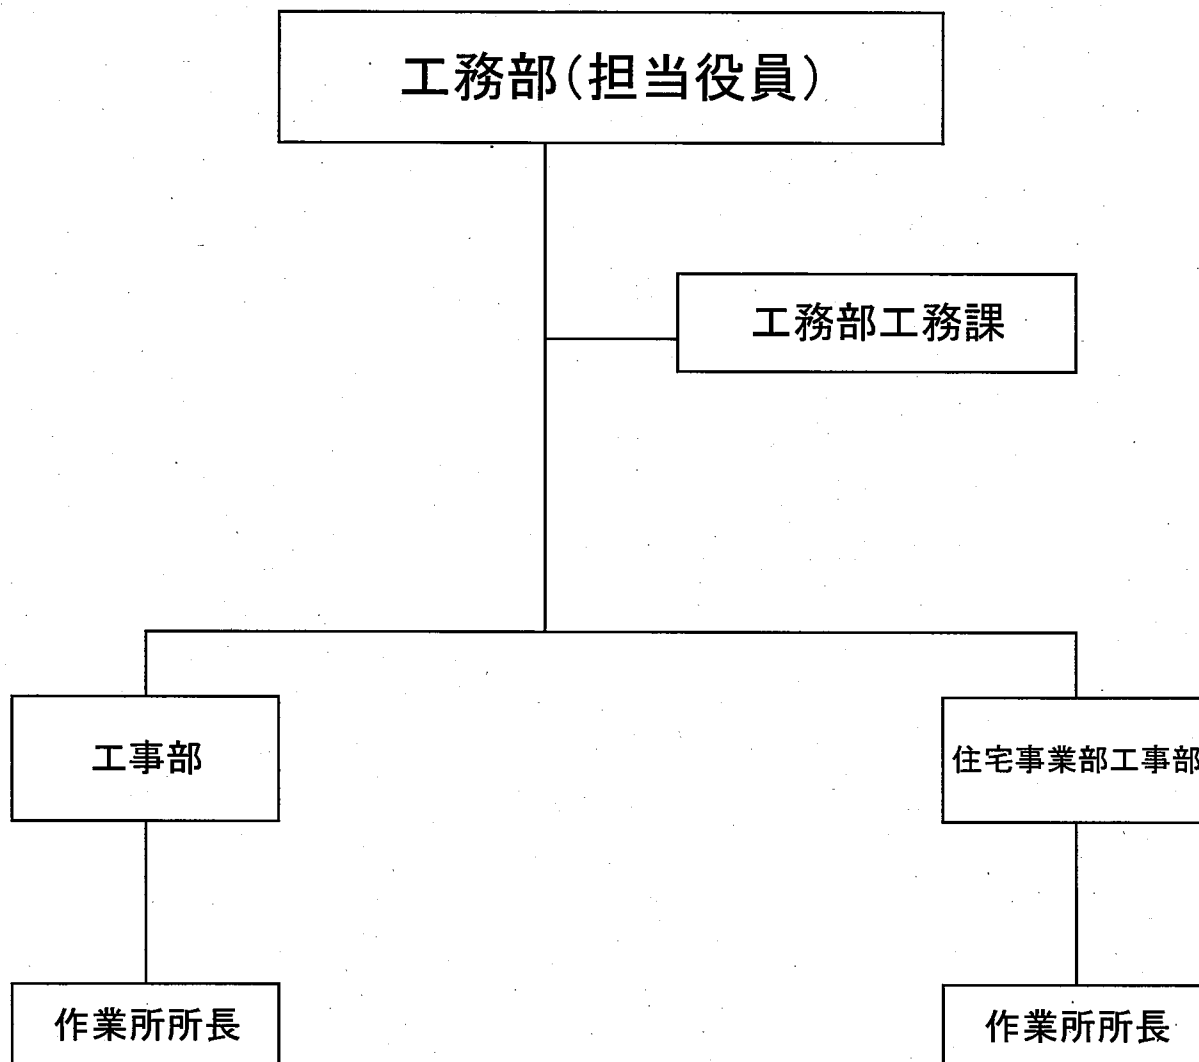 工務部(担当役員)
工務部工務課
工事部
住宅事業部工事部
作業所所長
作業所所長